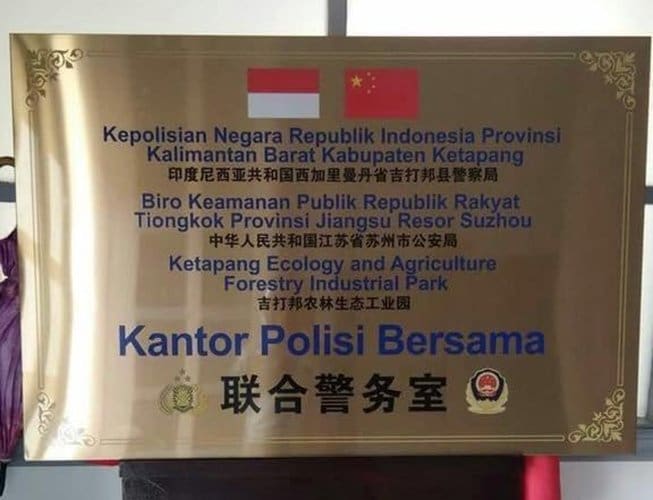 Kepolisian Negara Republik Indonesia Provinsi
Kalimantan Barat Kabupaten Ketapang
印度尼西亚共和国西加里曼丹省吉打邦县警察局
Biro Keamanan Publik Republik Rakyat
Tiongkok Provinsi Jiangsu Resor Suzhou
中华人民共和国江苏省苏州市公安局
Ketapang Ecology and Agriculture
Forestry Industrial Park
吉打邦农林生态工业园
Kantor Polisi Bersama
联合警务室